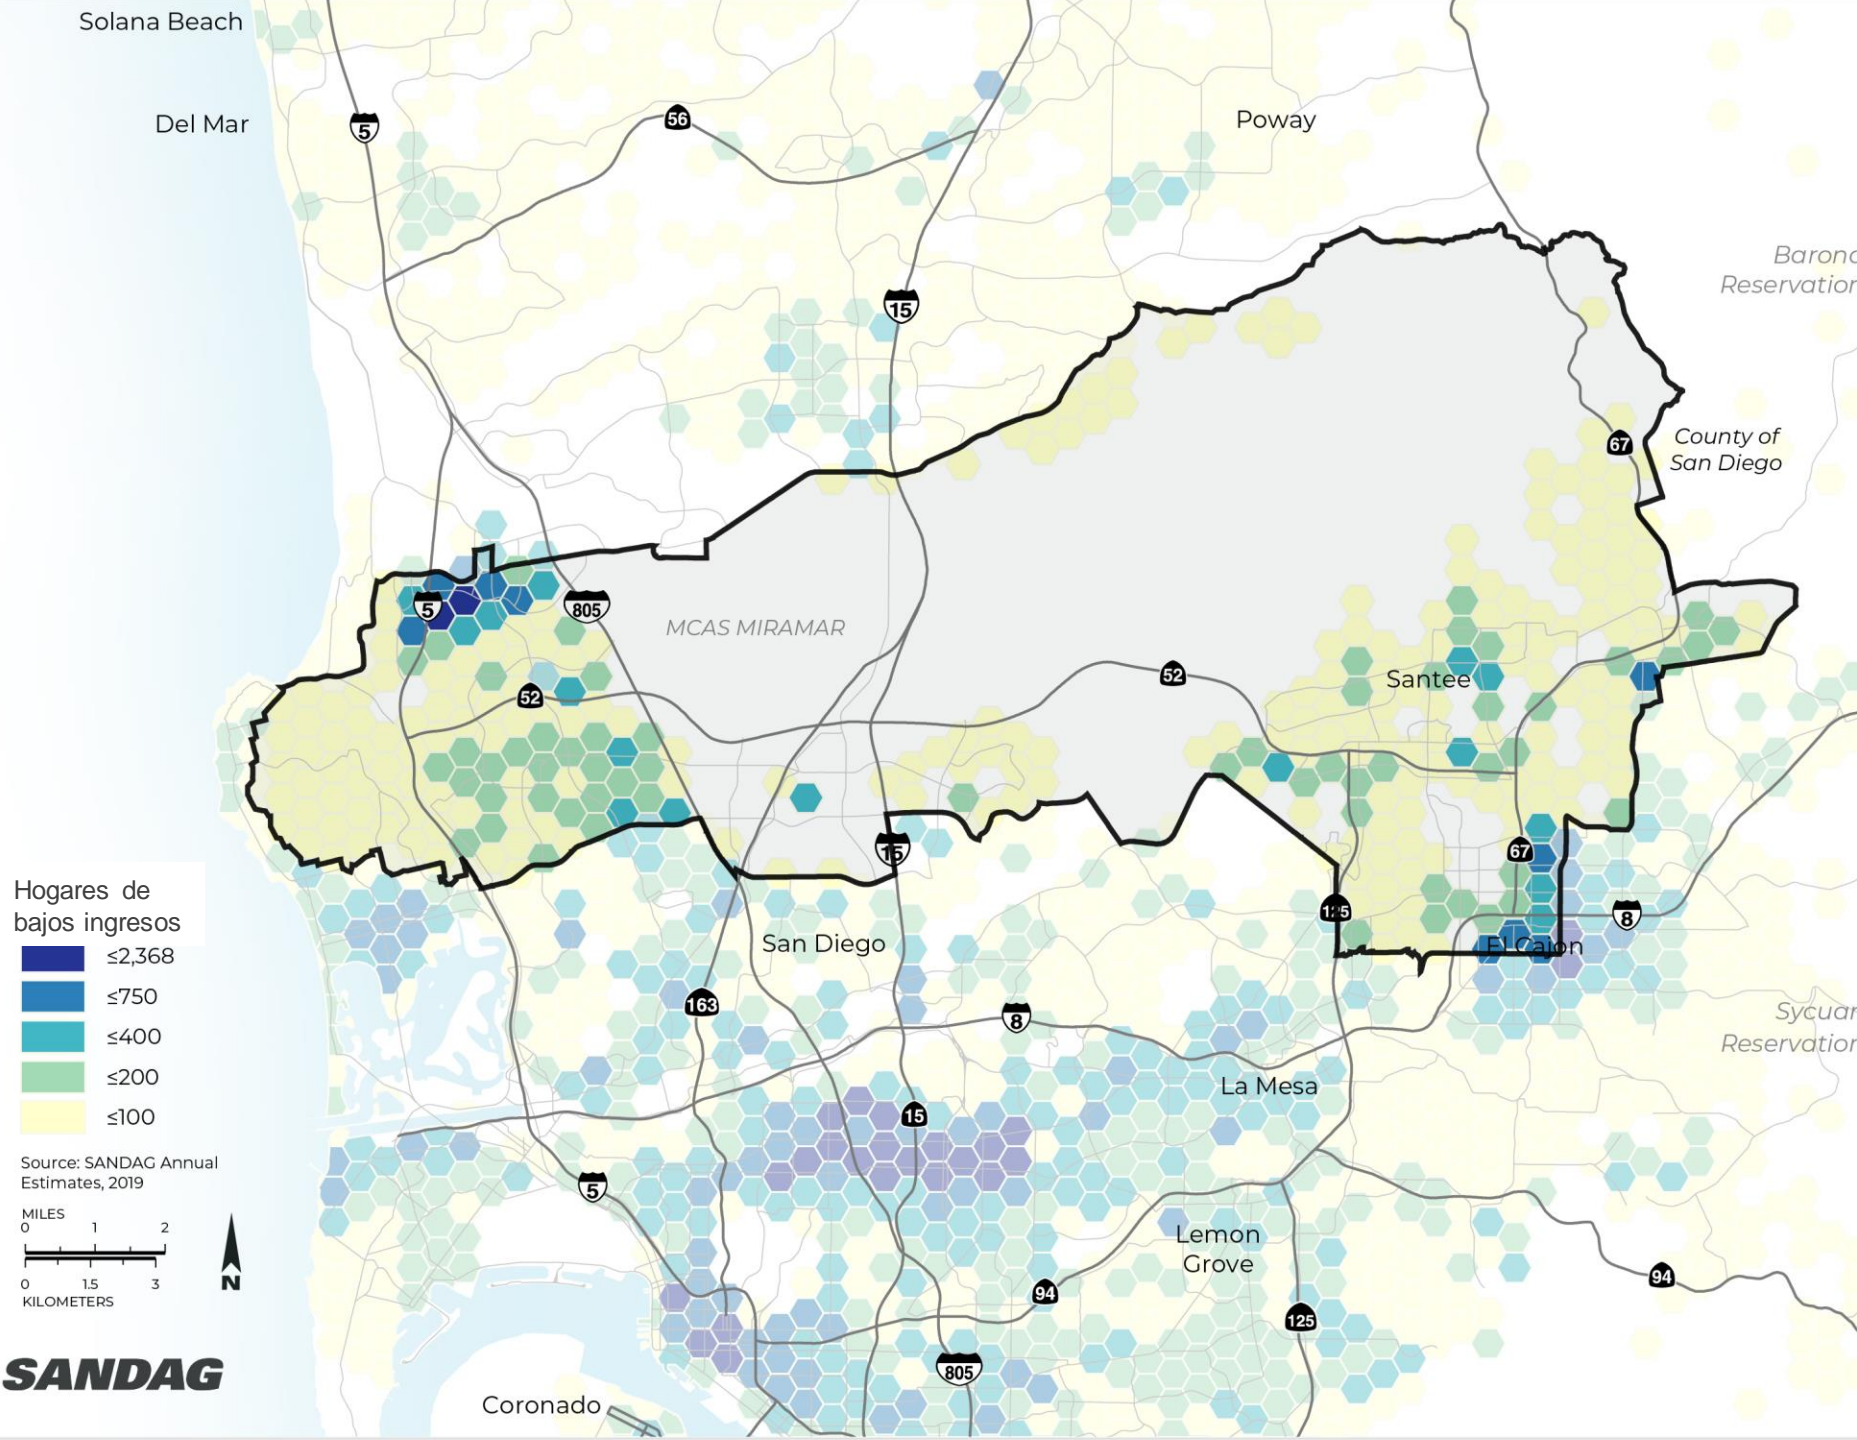 Solana Beach
Del Mar
5
56
Poway
15
Barona
Reservation
67
County of
San Diego
5
805
MCAS MIRAMAR
52
52
Santee
15
67
125
8
El Cajon
San Diego
163
8
La Mesa
15
5
Lemon
Grove
94
94
125
805
Coronado
Sycuan
Reservation
Hogares de
bajos ingresos
≤2,368
≤750
≤400
≤200
≤100
Source: SANDAG Annual
Estimates, 2019
MILES
0 1 2
0 1.5 3
KILOMETERS
N
SANDAG